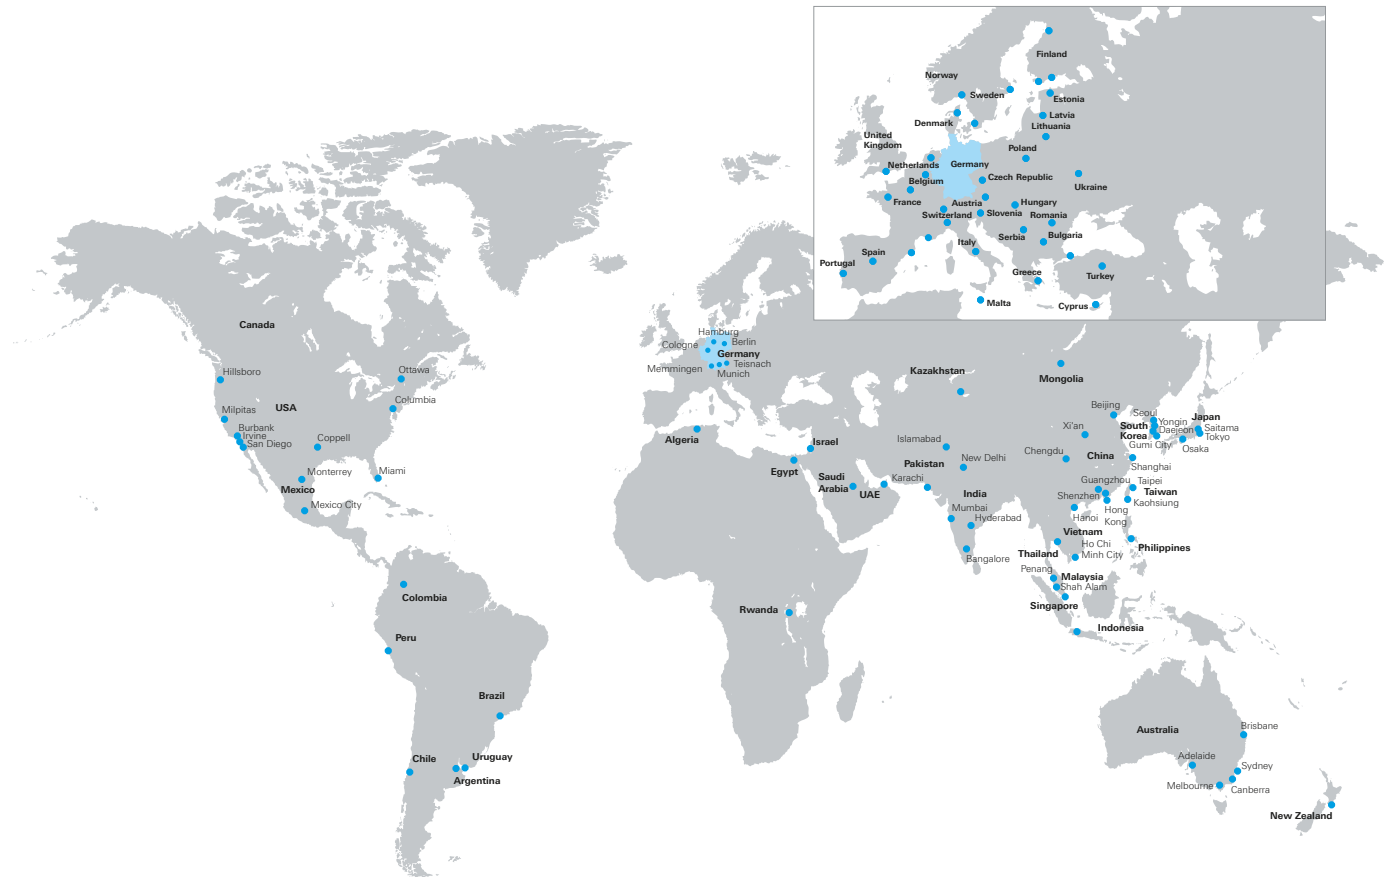 Finland
Norway
Sweden
Estonia
Latvia
Denmark
Lithuania
United
Kingdom
Poland
Netherlands
Germany
Belgium
Czech Republic
Ukraine
France
Austria
Hungary
Switzerland
Slovenia
Romania
Serbia
Bulgaria
Italy
Spain
Portugal
Greece
Turkey
Malta
Cyprus
Canada
Hillsboro
Ottawa
Columbia
Milpitas
USA
Burbank
Irvine
San Diego
Coppell
Monterrey
Miami
Mexico
Mexico City
Colombia
Peru
Brazil
Chile
Uruguay
Argentina
Hamburg
Cologne
Berlin
Germany
Teisnach
Memmingen
Munich
Algeria
Israel
Egypt
Saudi
Arabia
UAE
Rwanda
Kazakhstan
Mongolia
Islamabad
Pakistan
New Delhi
Karachi
India
Mumbai
Hyderabad
Bangalore
Beijing
Xi'an
Chengdu
China
Shanghai
Guangzhou
Shenzhen
Hong
Kong
Seoul
Yongin
South
Korea
Daejeon
Gumi City
Japan
Saitama
Tokyo
Osaka
Taipei
Taiwan
Kaohsiung
Hanoi
Vietnam
Ho Chi
Minh City
Thailand
Philippines
Penang
Malaysia
Shah Alam
Singapore
Indonesia
Australia
Brisbane
Adelaide
Sydney
Melbourne
Canberra
New Zealand